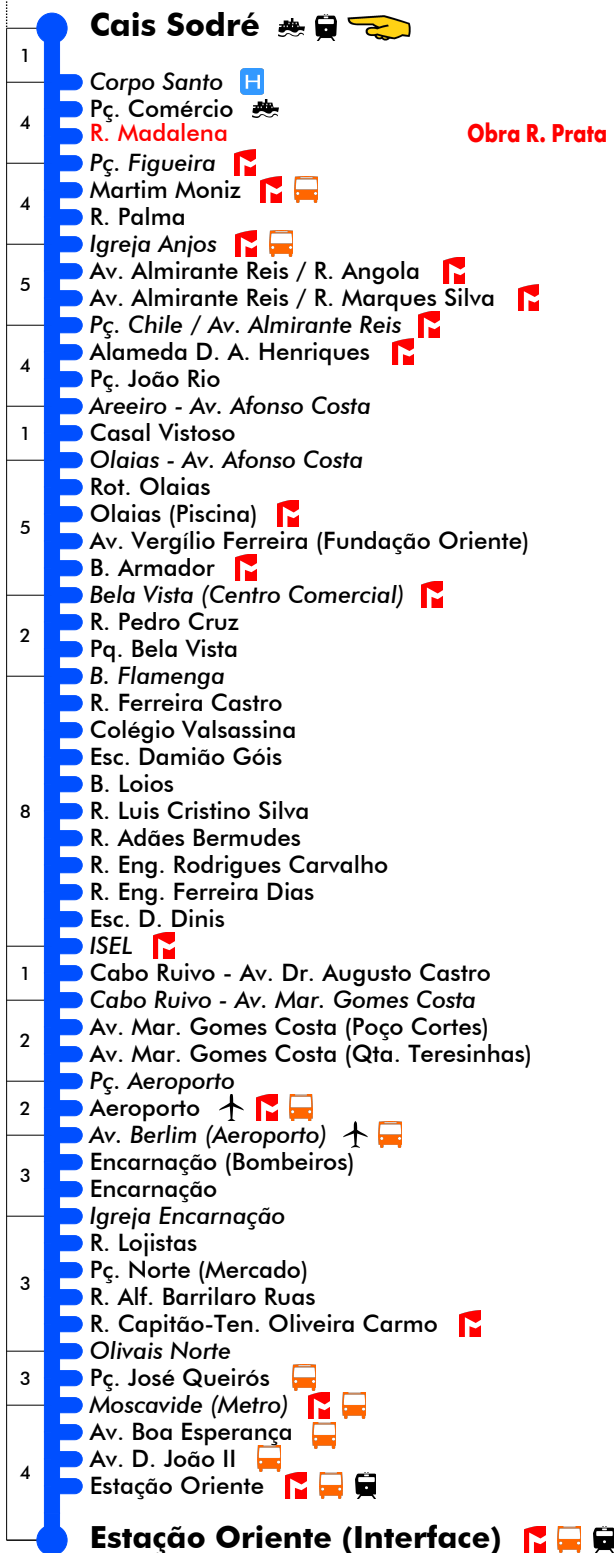 Cais Sodré
1
Corpo Santo H
Pç. Comércio
4
R. Madalena Obra R. Prata
Pç. Figueira
Martim Moniz
4
R. Palma
Igreja Anjos
Av. Almirante Reis / R. Angola
5
Av. Almirante Reis / R. Marques Silva
Pç. Chile / Av. Almirante Reis
Alameda D. A. Henriques
4
Pç. João Rio
Areeiro - Av. Afonso Costa
1
Casal Vistoso
Olaias - Av. Afonso Costa
Rot. Olaias
Olaias (Piscina)
5
Av. Vergílio Ferreira (Fundação Oriente)
B. Armador
Bela Vista (Centro Comercial)
R. Pedro Cruz
2
Pq. Bela Vista
B. Flamenga
R. Ferreira Castro
Colégio Valsassina
Esc. Damião Góis
B. Loios
8
R. Luis Cristino Silva
R. Adães Bermudes
R. Eng. Rodrigues Carvalho
R. Eng. Ferreira Dias
Esc. D. Dinis
ISEL
1
Cabo Ruivo - Av. Dr. Augusto Castro
Cabo Ruivo - Av. Mar. Gomes Costa
Av. Mar. Gomes Costa (Poço Cortes)
2
Av. Mar. Gomes Costa (Qta. Teresinhas)
Pç. Aeroporto
2
Aeroporto
Av. Berlim (Aeroporto)
Encarnação (Bombeiros)
3
Encarnação
Igreja Encarnação
R. Lojistas
Pç. Norte (Mercado)
3
R. Alf. Barrilaro Ruas
R. Capitão-Ten. Oliveira Carmo
Olivais Norte
3
Pç. José Queirós
Moscavide (Metro)
Av. Boa Esperança
Av. D. João II
4
Estação Oriente
Estação Oriente (Interface)